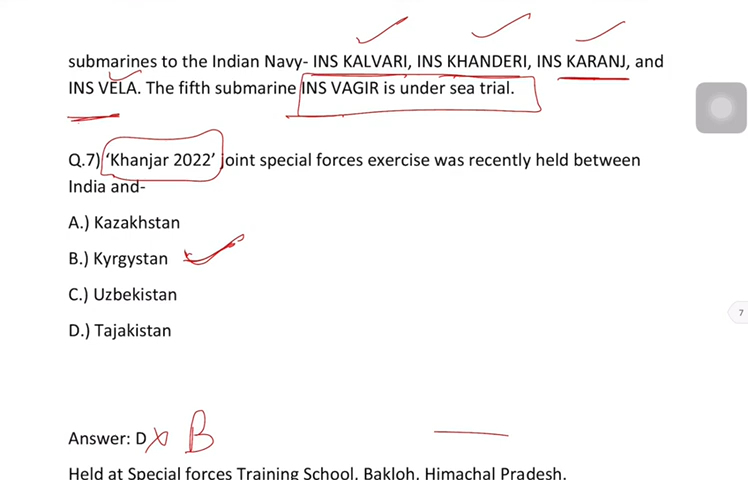 submarines to the Indian Navy- INS KALVARI, INS KHANDERI, INS KARANJ, and
INS VELA. The fifth submarine INS VAGIR is under sea trial.
Q.7) ‘Khanjar 2022’ joint special forces exercise was recently held between
India and-
A.) Kazakhstan
B.) Kyrgystan
C.) Uzbekistan
D.) Tajakistan
7
Answer: D B
Held at Special forces Training School, Bakloh, Himachal Pradesh.